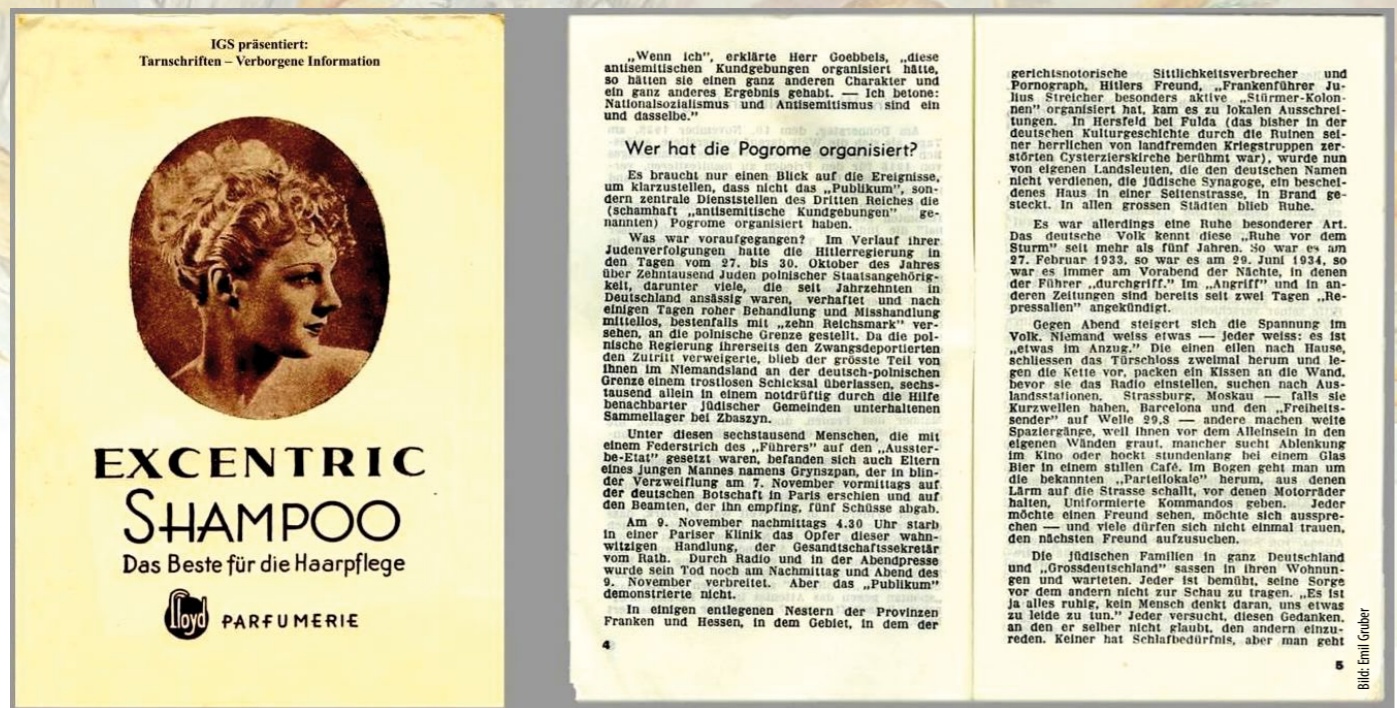 IGS präsentiert:
Tarnschriften – Verborgene Information
EXCENTRIC
SHAMPOO
Das Beste für die Haarpflege
Lloyd PARFUMERIE
„Wenn ich”, erklärte Herr Goebbels, „diese
antisemitischen Kundgebungen organisiert hätte,
so hätten sie einen ganz anderen Charakter und
ein ganz anderes Ergebnis gehabt. — Ich betone:
Nationalsozialismus und Antisemitismus sind ein
und dasselbe.”
Wer hat die Pogrome organisiert?
Es braucht nur einen Blick auf die Ereignisse,
um klarzustellen, dass nicht das „Publikum”, son-
dern zentrale Dienststellen des Dritten Reiches die
(schamhaft „antisemitische Kundgebungen” ge-
nannten) Pogrome organisiert haben.
Was war voraufgegangen? Im Verlauf ihrer
Judenverfolgungen hatte die Hitlerregierung in
den Tagen vom 27. bis 30. Oktober des Jahres
über Zehntausend Juden polnischer Staatsangehörig-
keit, darunter viele, die seit Jahrzehnten in
Deutschland ansässig waren, verhaftet und nach
einigen Tagen roher Behandlung und Misshandlung
mittellos, bestenfalls mit „zehn Reichsmark” ver-
sehen, an die polnische Grenze gestellt. Da die pol-
nische Regierung ihrerseits den Zwangsdeportierten
den Zutritt verweigerte, blieb der grösste Teil von
ihnen im Niemandsland an der deutsch-polnischen
Grenze einem trostlosen Schicksal überlassen, sechs-
tausend allein in einem notdrüftig durch die Hilfe
benachbarter jüdischer Gemeinden unterhaltenen
Sammellager bei Zbaszyn.
Unter diesen sechstausend Menschen, die mit
einem Federstrich des „Führers” auf den „Ausster-
be-Etat” gesetzt waren, befanden sich auch Eltern
eines jungen Mannes namens Grynszpan, der in blin-
der Verzweiflung am 7. November vormittags auf
der deutschen Botschaft in Paris erschien und auf
den Beamten, der ihn empfing, fünf Schüsse abgab.
Am 9. November nachmittags 4.30 Uhr starb
in einer Pariser Klinik das Opfer dieser wahn-
witzigen Handlung, der Gesandtschaftssekretär
vom Rath. Durch Radio und in der Abendpresse
wurde sein Tod noch am Nachmittag und Abend des
9. November verbreitet. Aber das „Publikum”
demonstrierte nicht.
In einigen entlegenen Nestern der Provinzen
Franken und Hessen, in dem Gebiet, in dem der
4
gerichtsnotorische Sittlichkeitsverbrecher und
Pornograph, Hitlers Freund, „Frankenführer Ju-
lius Streicher besonders aktive „Stürmer-Kolon-
nen” organisiert hat, kam es zu lokalen Ausschrei-
tungen. In Hersfeld bei Fulda (das bisher in der
deutschen Kulturgeschichte durch die Ruinen sei-
ner herrlichen von landfremden Kriegstruppen zer-
störten Cysterzierskirche berühmt war), wurde nun
von eigenen Landsleuten, die den deutschen Namen
nicht verdienen, die jüdische Synagoge, ein beschei-
denes Haus in einer Seitenstrasse, in Brand ge-
steckt. In allen grossen Städten blieb Ruhe.
Es war allerdings eine Ruhe besonderer Art.
Das deutsche Volk kennt diese „Ruhe vor dem
Sturm” seit mehr als fünf Jahren. So war es am
27. Februar 1933, so war es am 29. Juni 1934, so
war es immer am Vorabend der Nächte, in denen
der Führer „durchgriff.” Im „Angriff” und in an-
deren Zeitungen sind bereits seit zwei Tagen „Re-
pressalien” angekündigt.
Gegen Abend steigert sich die Spannung im
Volk. Niemand weiss etwas — jeder weiss: es ist
„etwas im Anzug.” Die einen eilen nach Hause,
schliessen das Türschloss zweimal herum und le-
gen die Kette vor, packen ein Kissen an die Wand,
bevor sie das Radio einstellen, suchen nach Aus-
landsstationen, Strassburg, Moskau — falls sie
Kurzwellen haben, Barcelona und den „Freiheits-
sender” auf Welle 29,8 — andere machen weite
Spaziergänge, weil ihnen vor dem Alleinsein in den
eigenen Wänden graut, mancher sucht Ablenkung
im Kino oder hockt stundenlang bei einem Glas
Bier in einem stillen Café. Im Bogen geht man um
die bekannten „Parteilokale” herum, aus denen
Lärm auf die Strasse schallt, vor denen Motorräder
halten, Uniformierte Kommandos geben. Jeder
möchte einen Freund sehen, möchte sich ausspre-
chen — und viele dürfen sich nicht einmal trauen,
den nächsten Freund aufzusuchen.
Die jüdischen Familien in ganz Deutschland
und „Grossdeutschland” sassen in ihren Wohnun-
gen und warteten. Jeder ist bemüht, seine Sorge
vor dem andern nicht zur Schau zu tragen. „Es ist
ja alles ruhig, kein Mensch denkt daran, uns etwas
zu leide zu tun.” Jeder versucht, diesen Gedanken,
an den er selber nicht glaubt, den andern einzu-
reden. Keiner hat Schlafbedürfnis, aber man geht
5
Bild: Emil Gruber